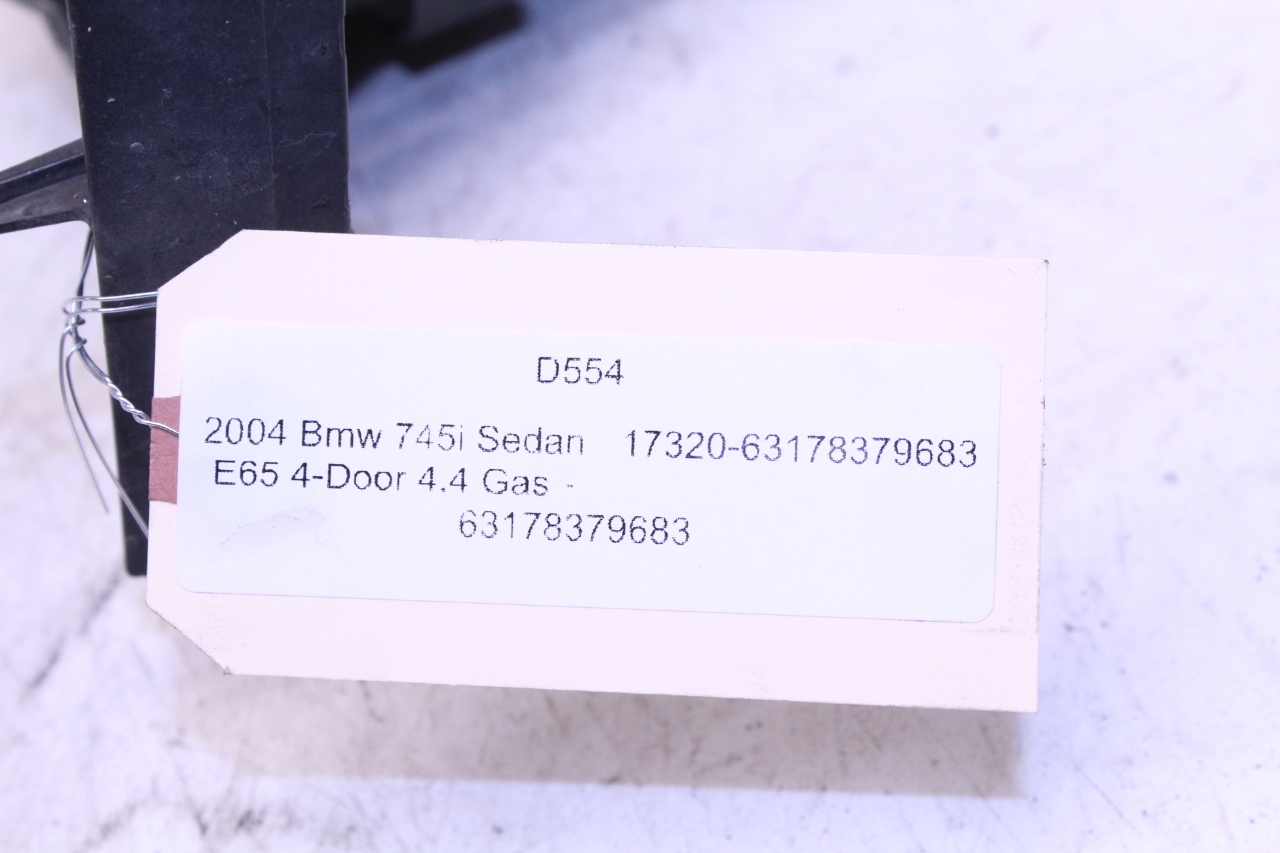 D554
2004 Bmw 745i Sedan 17320-63178379683
E65 4-Door 4.4 Gas -
63178379683